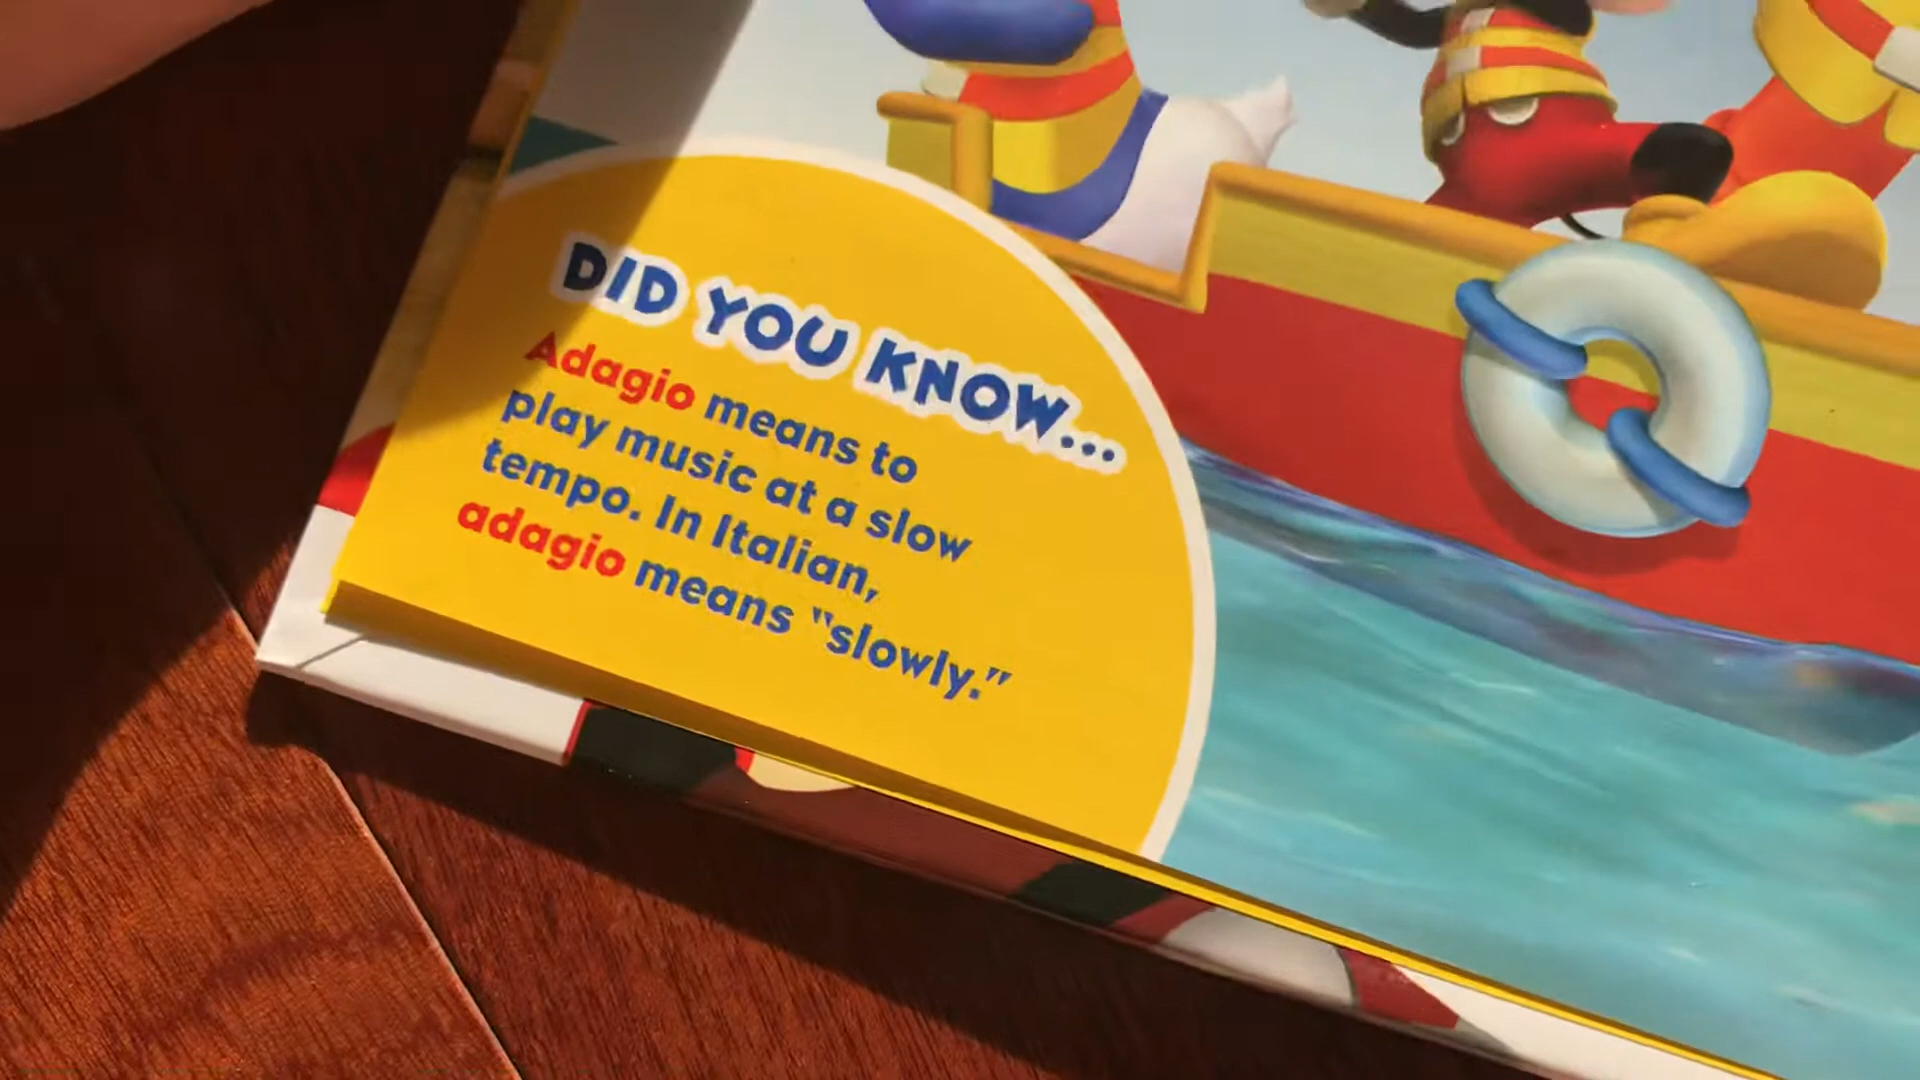 DID YOU KNOW...
Adagio means to
play music at a slow
tempo. In Italian,
adagio means "slowly."